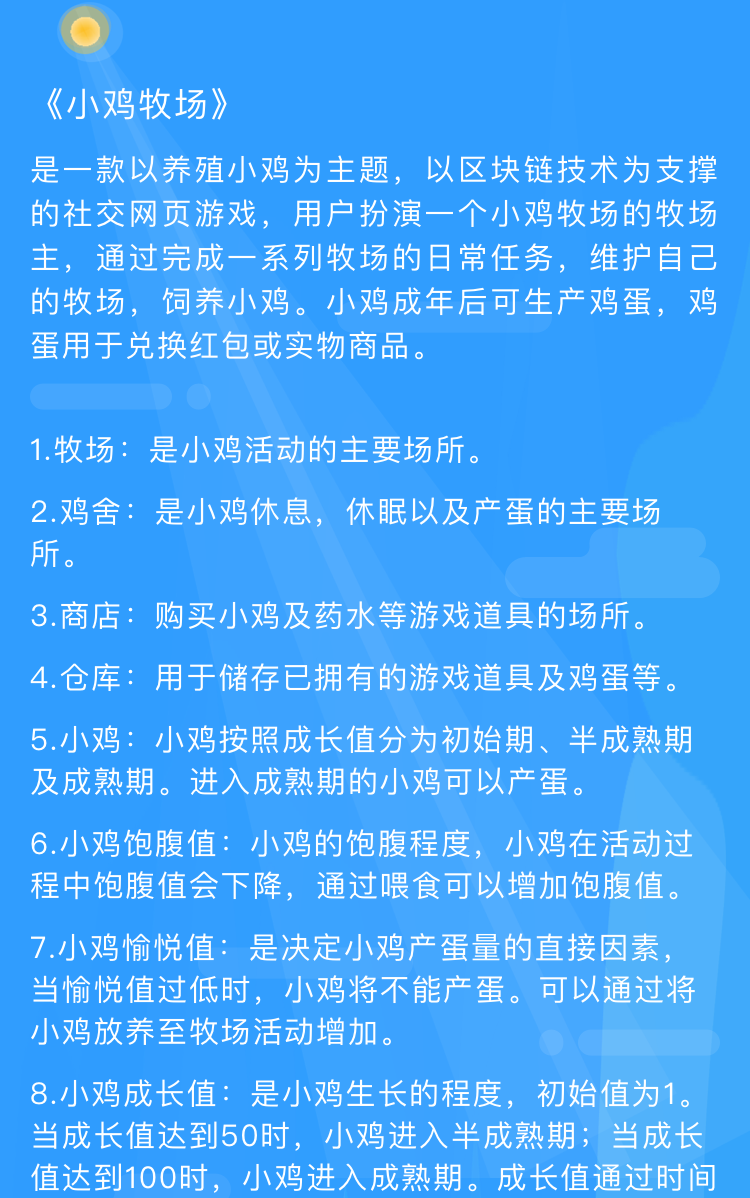 《小鸡牧场》
是一款以养殖小鸡为主题，以区块链技术为支撑
的社交网页游戏，用户扮演一个小鸡牧场的牧场
主，通过完成一系列牧场的日常任务，维护自己
的牧场，饲养小鸡。小鸡成年后可生产鸡蛋，鸡
蛋用于兑换红包或实物商品。
1.牧场：是小鸡活动的主要场所。
2.鸡舍：是小鸡休息，休眠以及产蛋的主要场
所。
3.商店：购买小鸡及药水等游戏道具的场所。
4.仓库：用于储存已拥有的游戏道具及鸡蛋等。
5.小鸡：小鸡按照成长值分为初始期、半成熟期
及成熟期。进入成熟期的小鸡可以产蛋。
6.小鸡饱腹值：小鸡的饱腹程度，小鸡在活动过
程中饱腹值会下降，通过喂食可以增加饱腹值。
7.小鸡愉悦值：是决定小鸡产蛋量的直接因素，
当愉悦值过低时，小鸡将不能产蛋。可以通过将
小鸡放养至牧场活动增加。
8.小鸡成长值：是小鸡生长的程度，初始值为1。
当成长值达到50时，小鸡进入半成熟期；当成长
值达到100时，小鸡进入成熟期。成长值通过时间